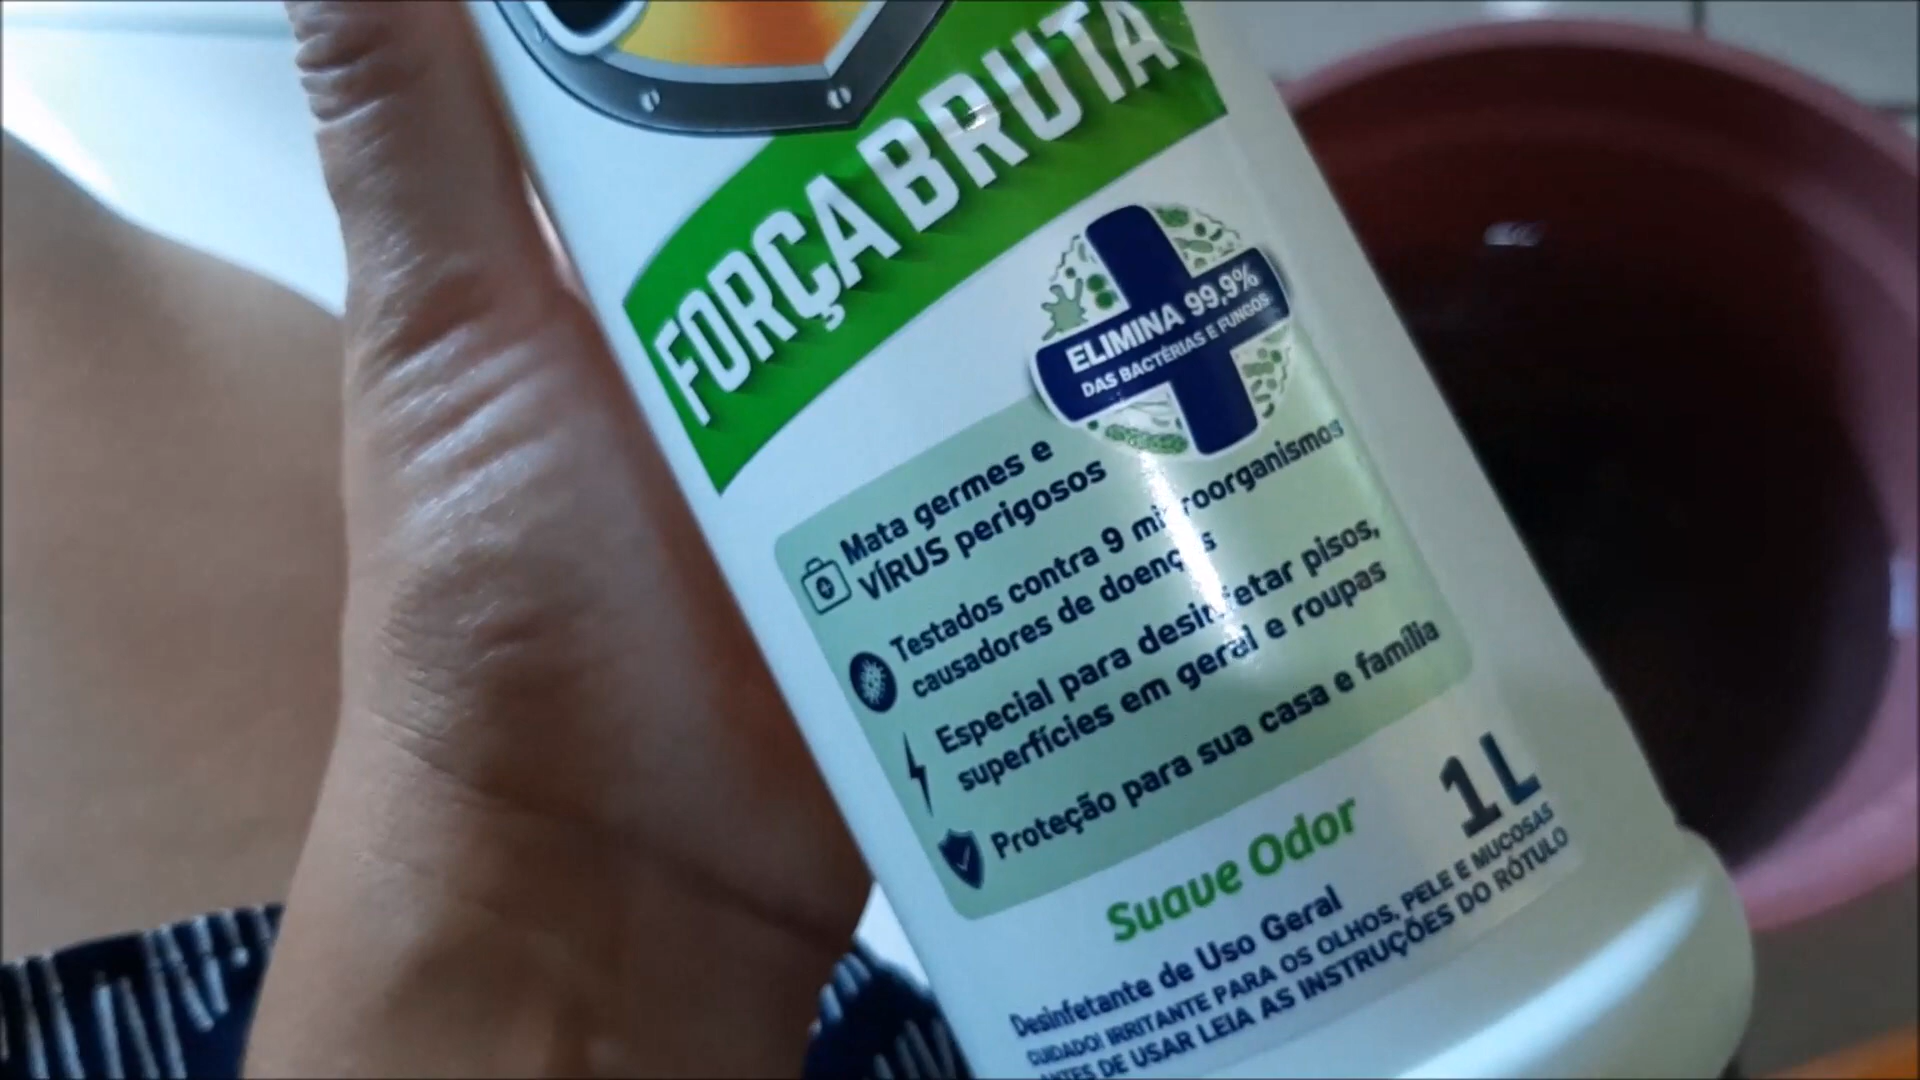 FORÇA BRUTA
ELIMINA 99,9%
DAS BACTÉRIAS E FUNGOS
Mata germes e
VÍRUS perigosos
Testados contra 9 microorganismos
causadores de doenças
Especial para desinfetar pisos,
superfícies em geral e roupas
Proteção para sua casa e família
Suave Odor
1 L
Desinfetante de Uso Geral
CUIDADO! IRRITANTE PARA OS OLHOS, PELE E MUCOSAS
ANTES DE USAR LEIA AS INSTRUÇÕES DO RÓTULO